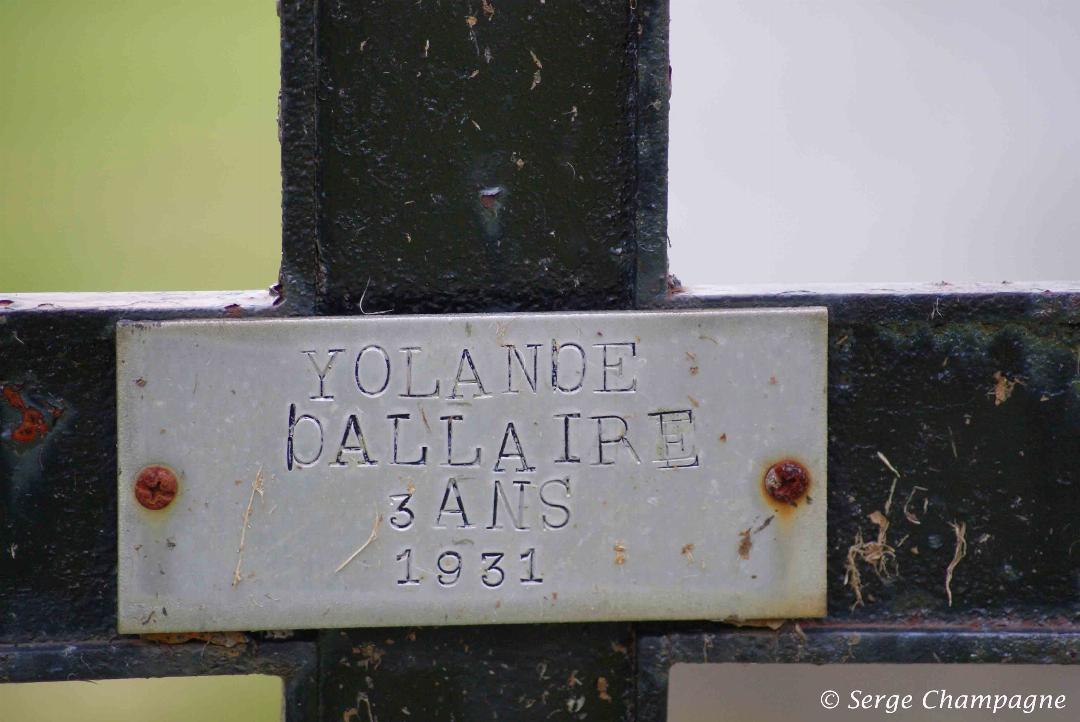 YOLANDE
DALLAIRE
3 ANS
1931
© Serge Champagne